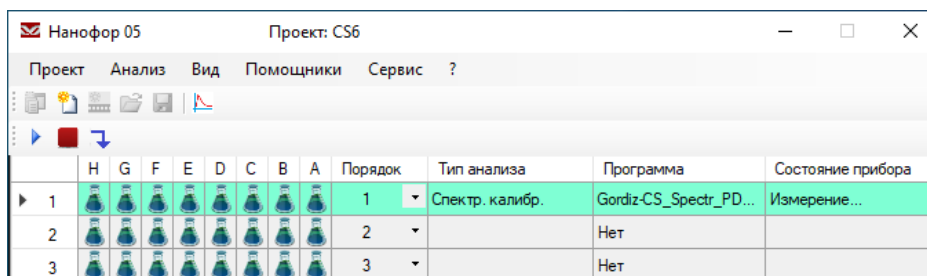 Нанофор 05 Проект: CS6
Проект Анализ Вид Помощники Сервис ?
H G F E D C B A Порядок Тип анализа Программа Состояние прибора
1 1 Спектр. калибр. Gordiz-CS_Spectr_PD... Измерение...
2 2 Нет
3 3 Нет